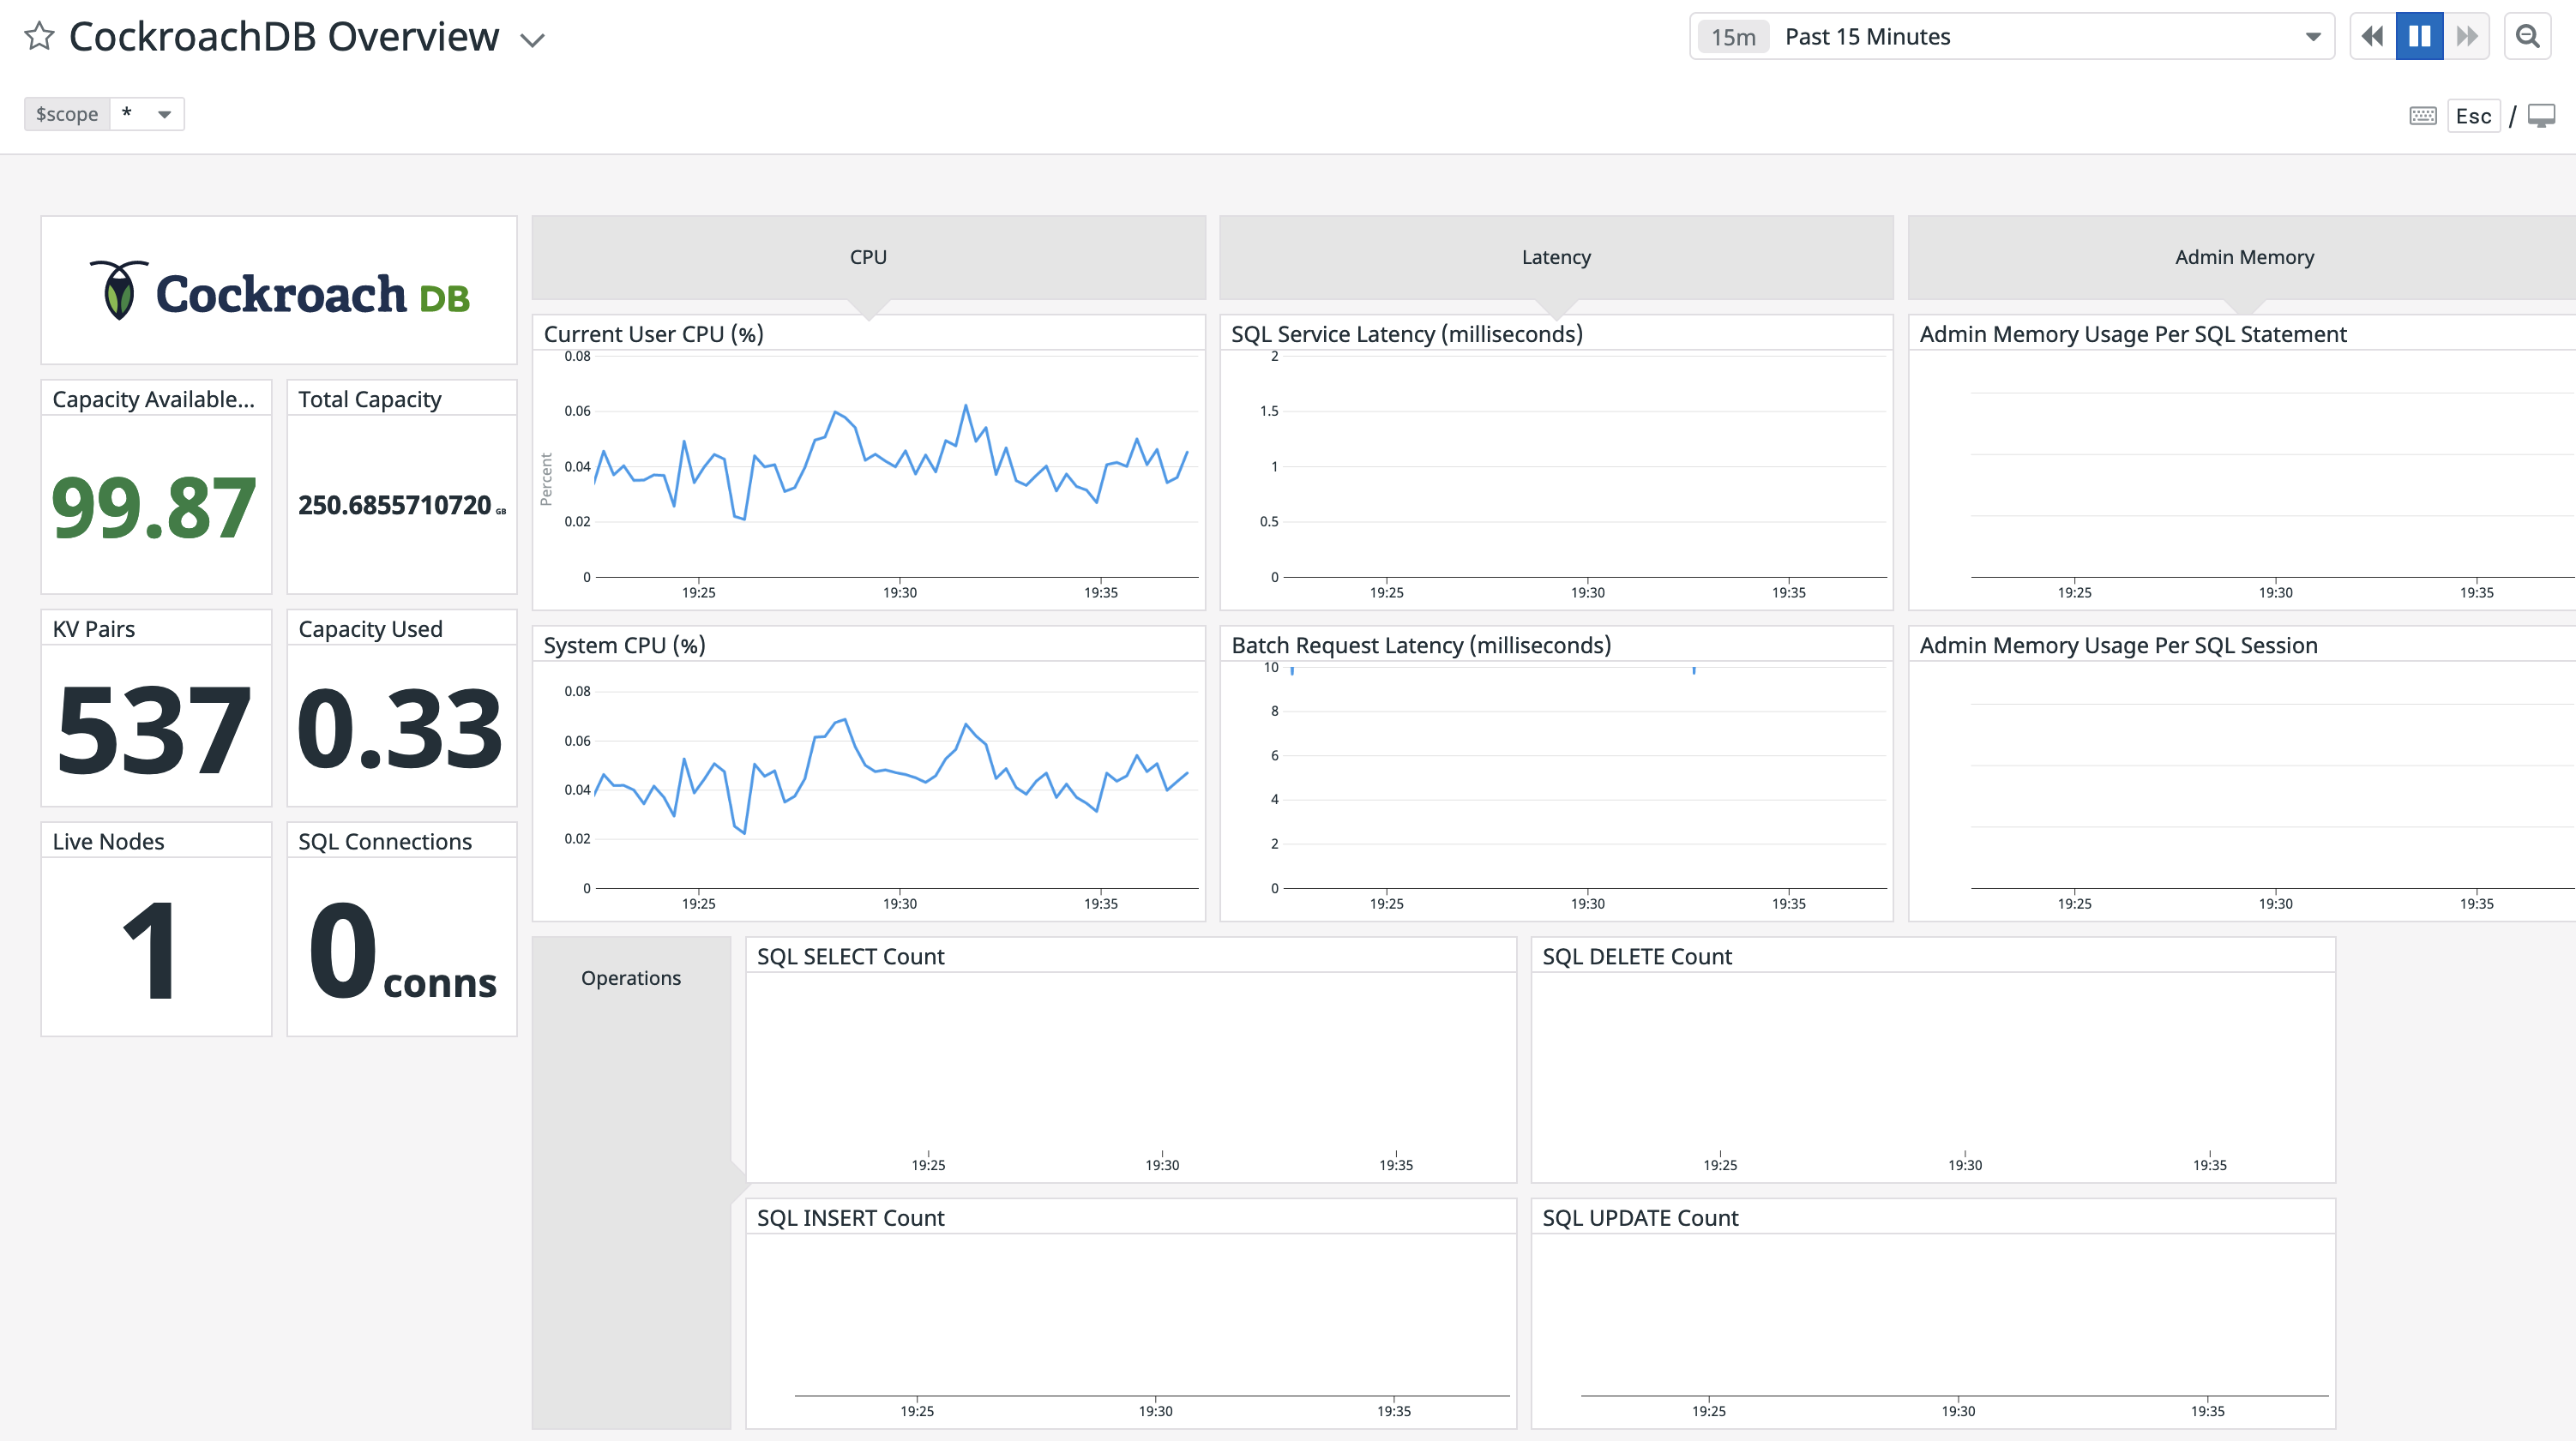 CockroachDB Overview
15m Past 15 Minutes
$scope * 
Esc /
Cockroach DB
Capacity Available...
99.87
Total Capacity
250.6855710720 GB
KV Pairs
537
Capacity Used
0.33
Live Nodes
1
SQL Connections
0 conns
CPU
Current User CPU (%)
Percent
0.08
0.06
0.04
0.02
0
19:25 19:30 19:35
System CPU (%)
0.08
0.06
0.04
0.02
0
19:25 19:30 19:35
Latency
SQL Service Latency (milliseconds)
2
1.5
1
0.5
0
19:25 19:30 19:35
Batch Request Latency (milliseconds)
10
8
6
4
2
0
19:25 19:30 19:35
Admin Memory
Admin Memory Usage Per SQL Statement
19:25 19:30 19:35
Admin Memory Usage Per SQL Session
19:25 19:30 19:35
Operations
SQL SELECT Count
19:25 19:30 19:35
SQL DELETE Count
19:25 19:30 19:35
SQL INSERT Count
19:25 19:30 19:35
SQL UPDATE Count
19:25 19:30 19:35